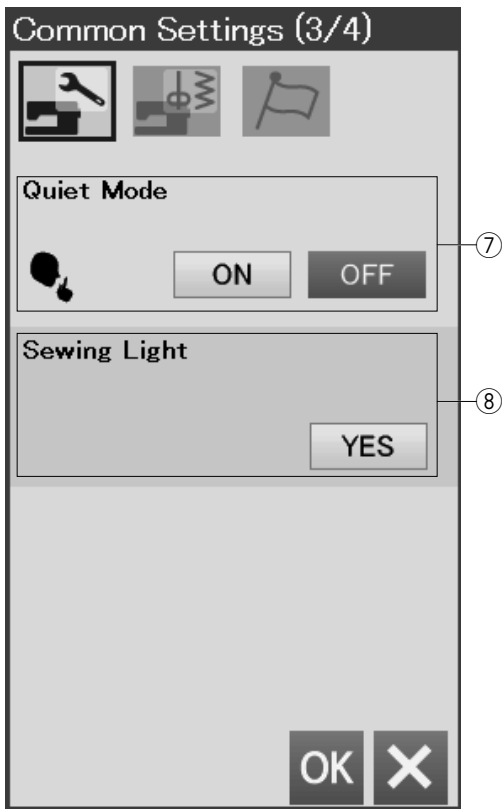 Common Settings (3/4)
Quiet Mode
ON OFF
⑦
Sewing Light
⑧
YES
OK